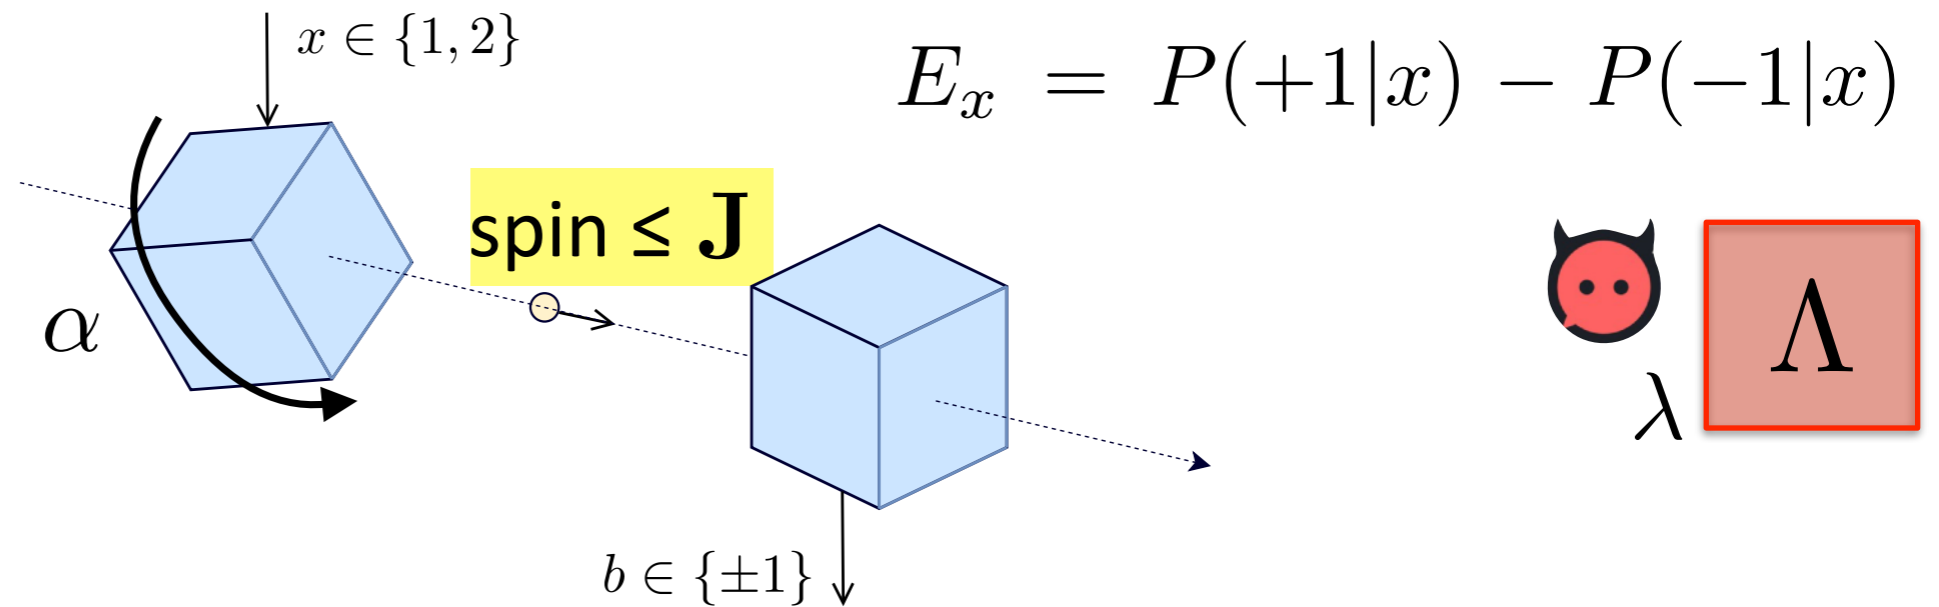 x ∈ {1, 2}
E_x = P(+1|x) − P(−1|x)
spin ≤ J
α
Λ
λ
b ∈ {±1}